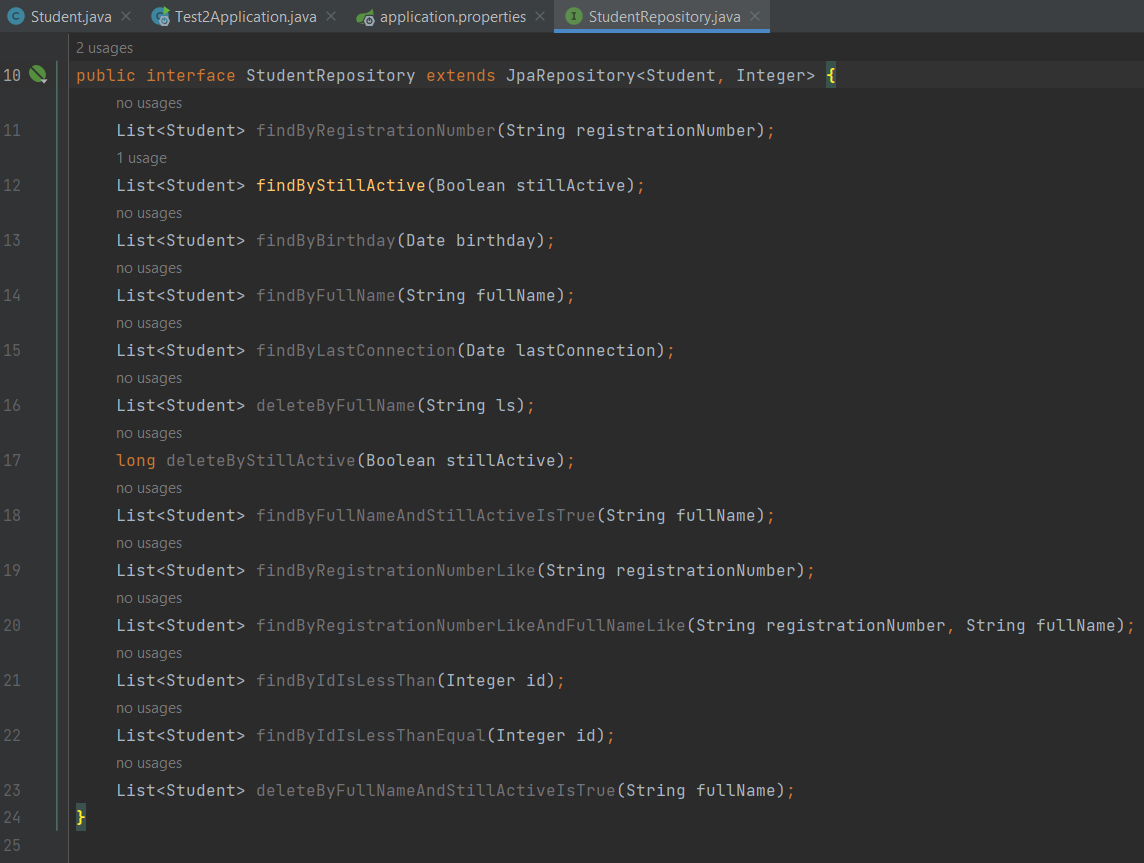 Student.java Test2Application.java application.properties StudentRepository.java
2 usages
10 public interface StudentRepository extends JpaRepository<Student, Integer> {
no usages
11 List<Student> findByRegistrationNumber(String registrationNumber);
1 usage
12 List<Student> findByStillActive(Boolean stillActive);
no usages
13 List<Student> findByBirthday(Date birthday);
no usages
14 List<Student> findByFullName(String fullName);
no usages
15 List<Student> findByLastConnection(Date lastConnection);
no usages
16 List<Student> deleteByFullName(String ls);
no usages
17 long deleteByStillActive(Boolean stillActive);
no usages
18 List<Student> findByFullNameAndStillActiveIsTrue(String fullName);
no usages
19 List<Student> findByRegistrationNumberLike(String registrationNumber);
no usages
20 List<Student> findByRegistrationNumberLikeAndFullNameLike(String registrationNumber, String fullName);
no usages
21 List<Student> findByIdIsLessThan(Integer id);
no usages
22 List<Student> findByIdIsLessThanEqual(Integer id);
no usages
23 List<Student> deleteByFullNameAndStillActiveIsTrue(String fullName);
24 }
25